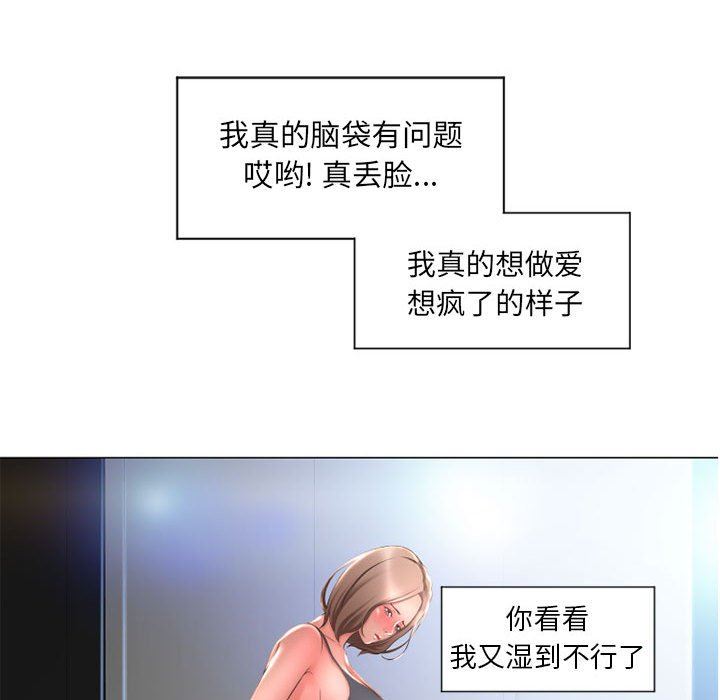 我真的脑袋有问题
哎哟! 真丢脸...
我真的想做爱
想疯了的样子
你看看
我又湿到不行了